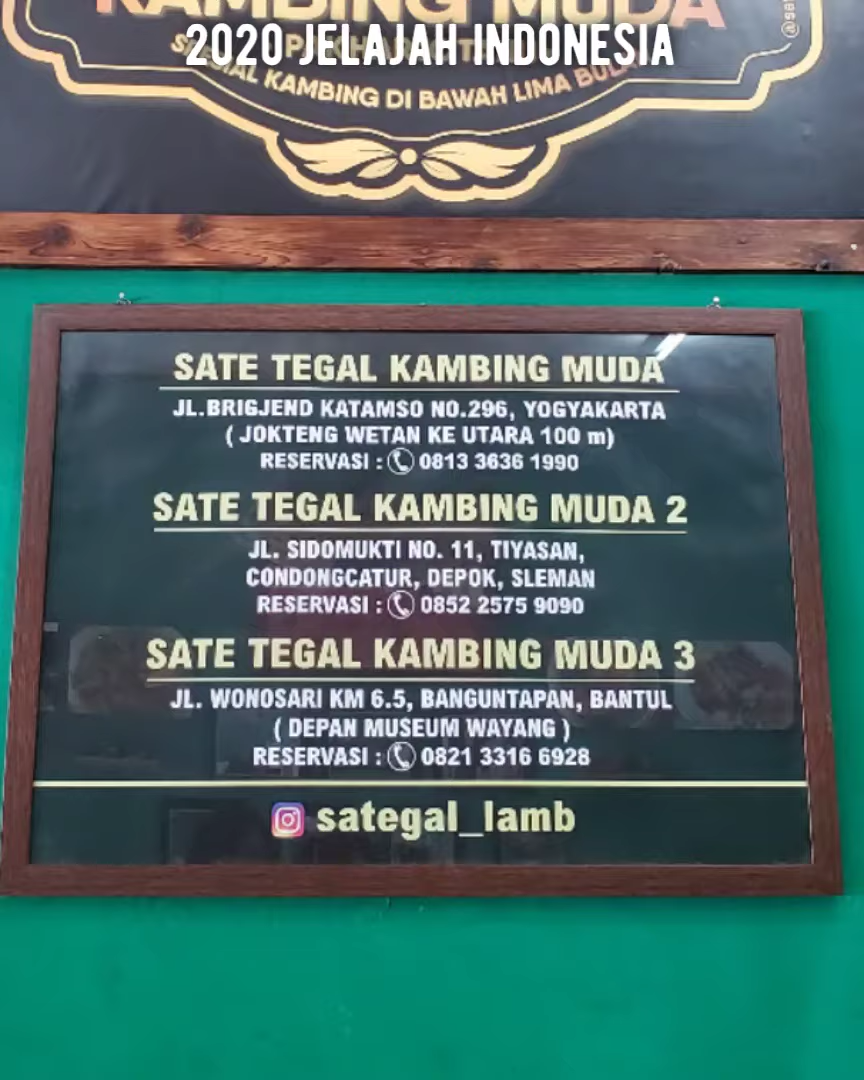 KAMBING MUDA
2020 JELAJAH INDONESIA
KAMBING DI BAWAH LIMA
SATE TEGAL KAMBING MUDA
JL.BRIGJEND KATAMSO NO.296, YOGYAKARTA
( JOKTENG WETAN KE UTARA 100 m)
RESERVASI : 0813 3636 1990
SATE TEGAL KAMBING MUDA 2
JL. SIDOMUKTI NO. 11, TIYASAN,
CONDONGCATUR, DEPOK, SLEMAN
RESERVASI : 0852 2575 9090
SATE TEGAL KAMBING MUDA 3
JL. WONOSARI KM 6.5, BANGUNTAPAN, BANTUL
( DEPAN MUSEUM WAYANG )
RESERVASI : 0821 3316 6928
sategal_lamb